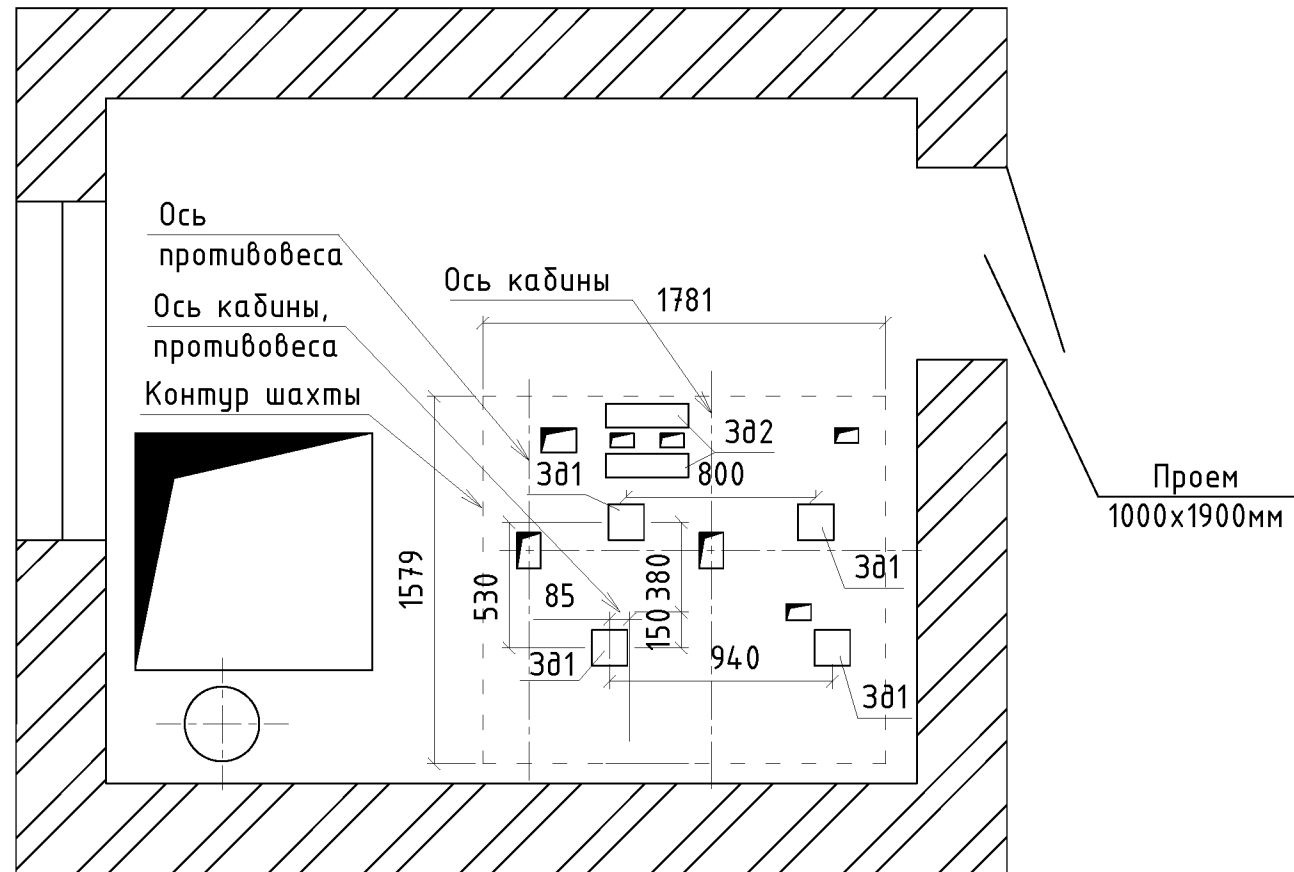 Ось
противовеса
Ось кабины
1781
Ось кабины,
противовеса
Контур шахты
Зд2
Зд1
800
Проем
1000х1900мм
1579
530
85
380
Зд1
150
Зд1
940
Зд1